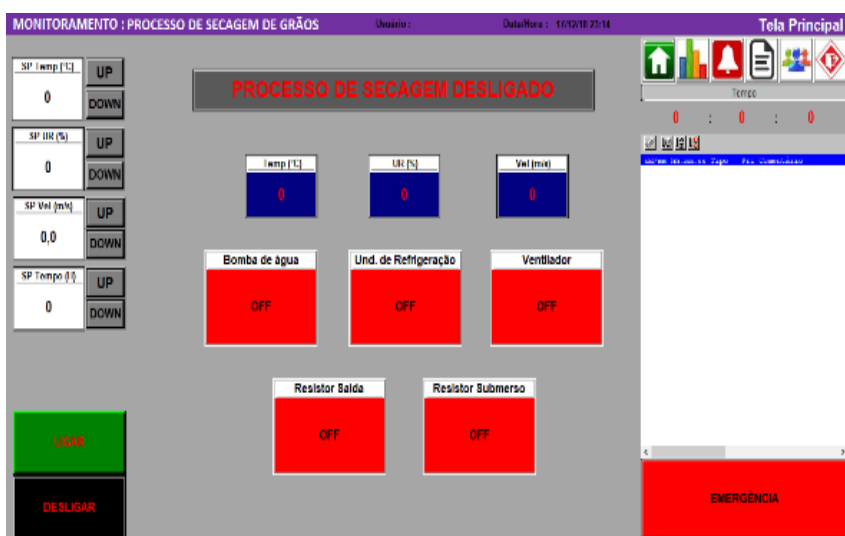 MONITORAMENTO : PROCESSO DE SECAGEM DE GRÃOS
Usuário :
Data/Hora : 17/12/18 23:14
Tela Principal
SP Temp [°C]
0
UP
DOWN
SP UR (%)
0
UP
DOWN
SP Vel (m/s)
0,0
UP
DOWN
SP Tempo (H)
0
UP
DOWN
PROCESSO DE SECAGEM DESLIGADO
Temp [°C]
0
UR [%]
0
Vel (m/s)
0
Bomba de água
OFF
Und. de Refrigeração
OFF
Ventilador
OFF
Resistor Saida
OFF
Resistor Submerso
OFF
LIGAR
DESLIGAR
Tempo
0 : 0 : 0
EMERGÊNCIA